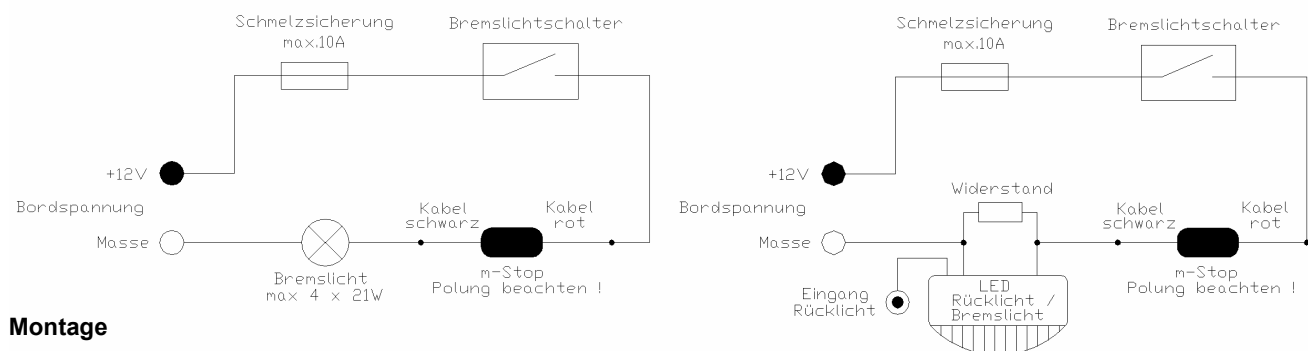 Schmelzsicherung
max.10A
Bremslichtschalter
+12V
Bordspannung
Masse
Bremslicht
max 4 x 21W
Kabel
schwarz
Kabel
rot
m-Stop
Polung beachten !
Schmelzsicherung
max.10A
Bremslichtschalter
+12V
Bordspannung
Masse
Widerstand
Eingang
Rücklicht
LED
Rücklicht /
Bremslicht
Kabel
schwarz
Kabel
rot
m-Stop
Polung beachten !
Montage